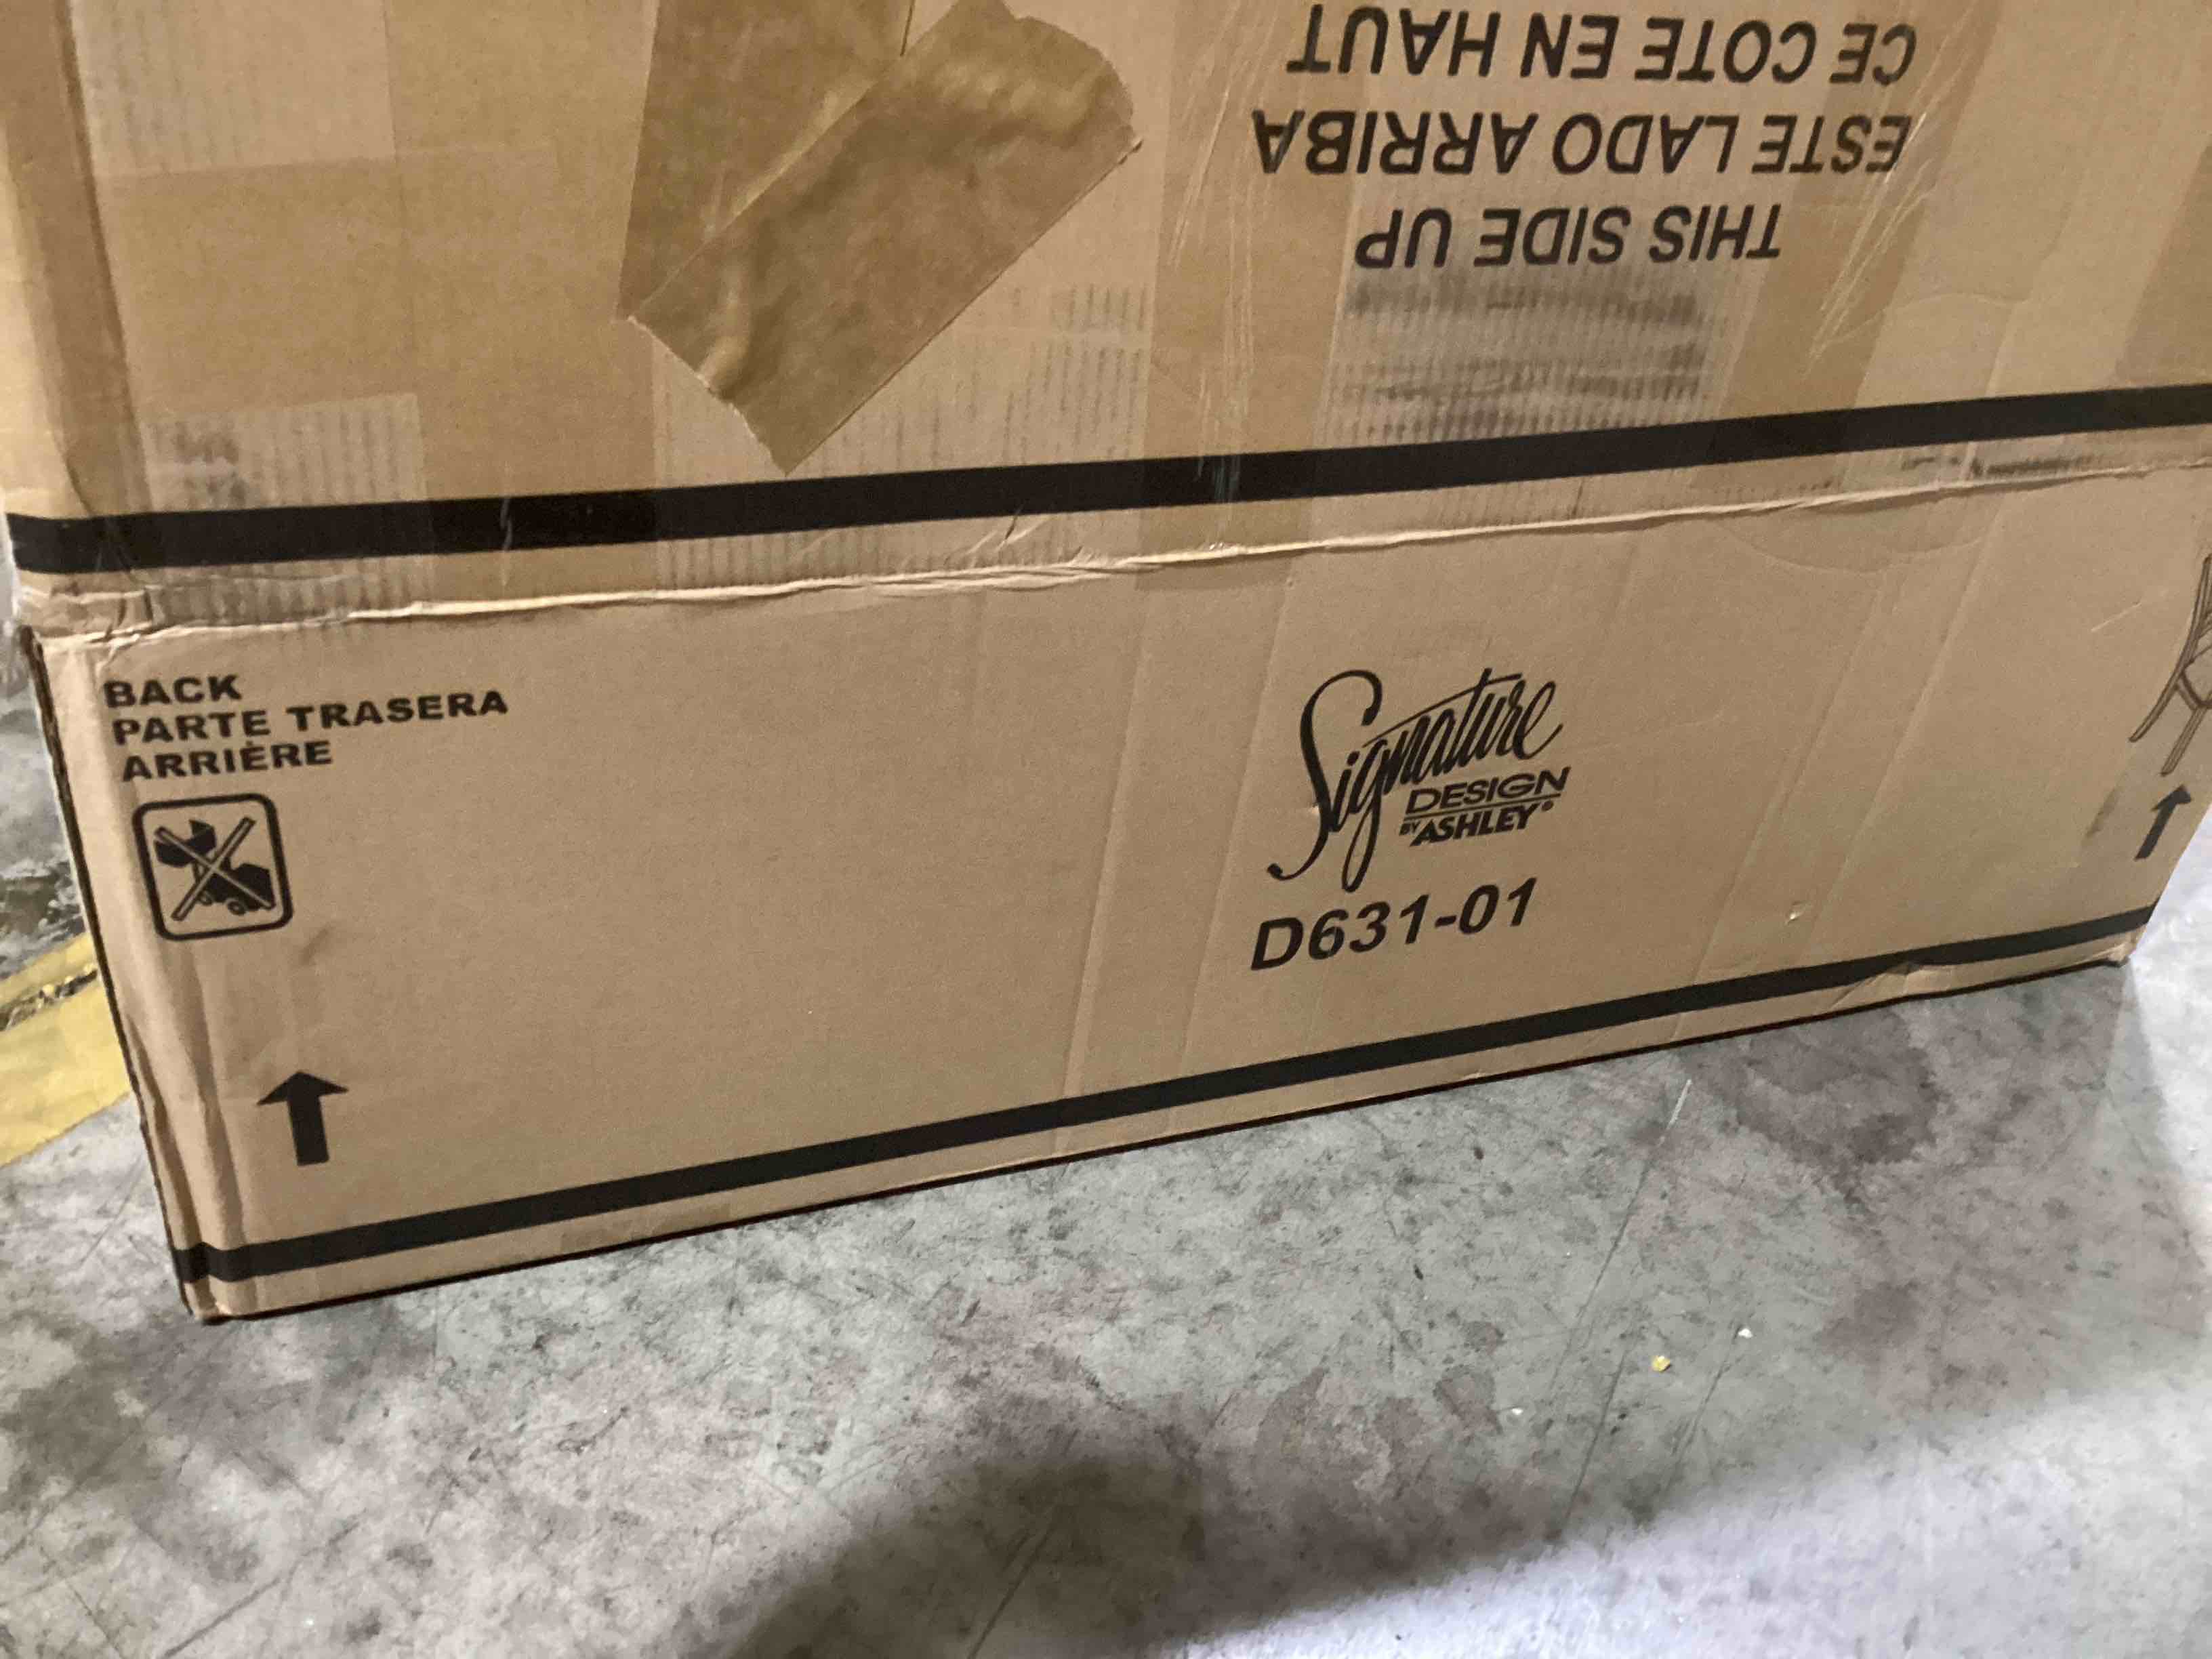 CE COTE EN HAUT
ESTE LADO ARRIBA
THIS SIDE UP
BACK
PARTE TRASERA
ARRIÈRE
Signature
DESIGN
BY ASHLEY®
D631-01